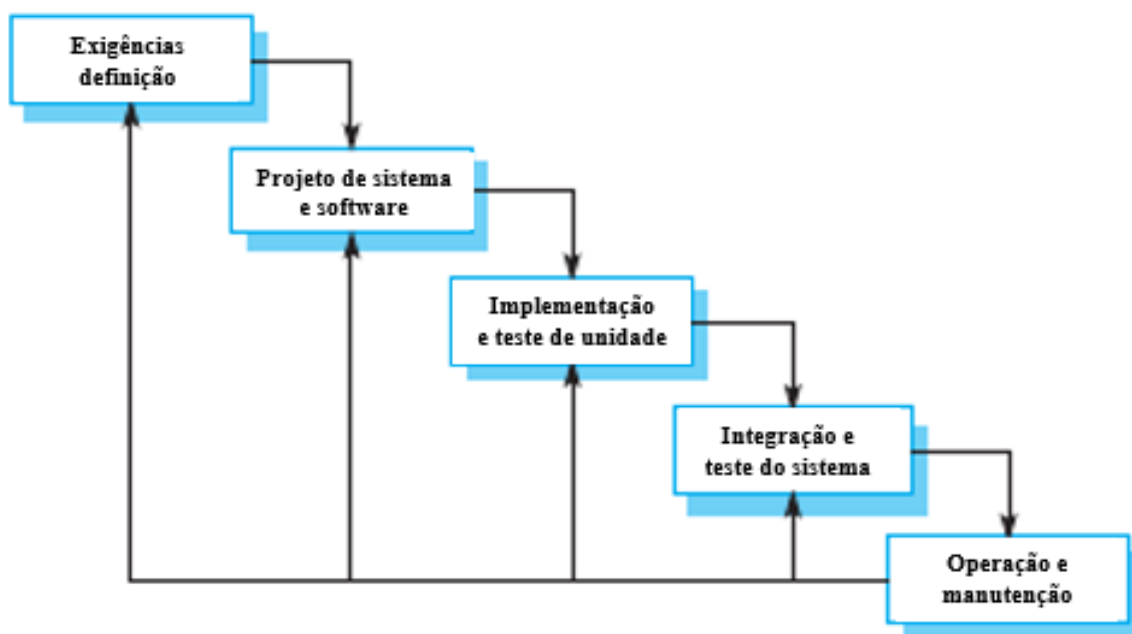 Exigências
definição
Projeto de sistema
e software
Implementação
e teste de unidade
Integração e
teste do sistema
Operação e
manutenção